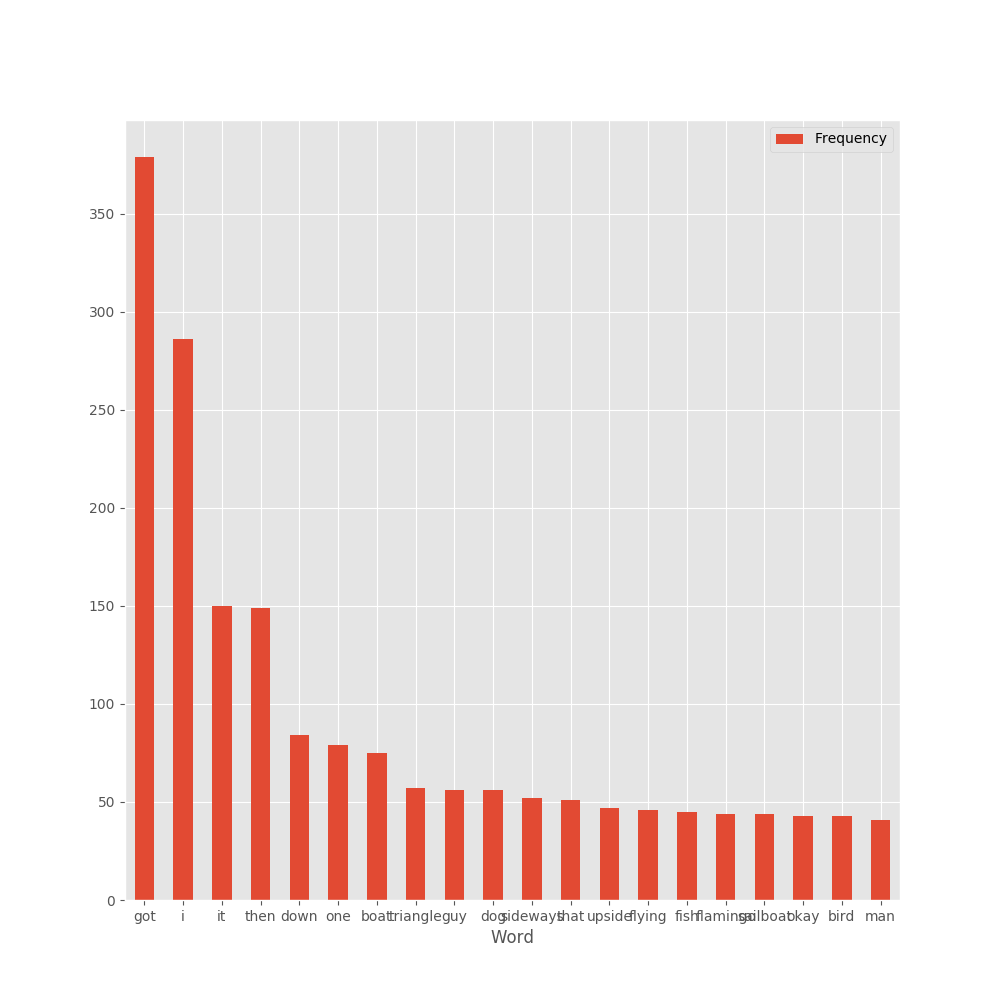 Frequency
350
300
250
200
150
100
50
0
got i it then down one boat triangle guy dog sideways that upside flying fish flamingo sailboat okay bird man
Word